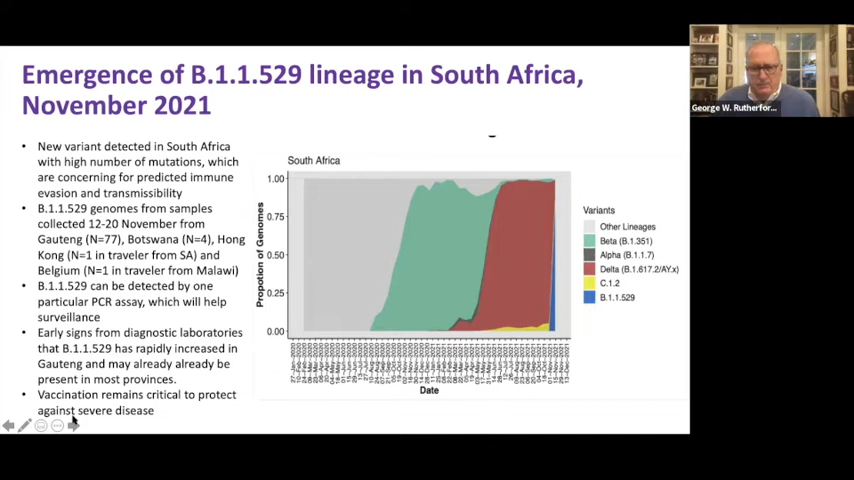 Emergence of B.1.1.529 lineage in South Africa,
November 2021
George W. Rutherfor...
• New variant detected in South Africa
with high number of mutations, which
are concerning for predicted immune
evasion and transmissibility
• B.1.1.529 genomes from samples
collected 12-20 November from
Gauteng (N=77), Botswana (N=4), Hong
Kong (N=1 in traveler from SA) and
Belgium (N=1 in traveler from Malawi)
• B.1.1.529 can be detected by one
particular PCR assay, which will help
surveillance
• Early signs from diagnostic laboratories
that B.1.1.529 has rapidly increased in
Gauteng and may already already be
present in most provinces.
• Vaccination remains critical to protect
against severe disease
South Africa
Propotion of Genomes
1.00
0.75
0.50
0.25
0.00
Date
Variants
Other Lineages
Beta (B.1.351)
Alpha (B.1.1.7)
Delta (B.1.617.2/AY.x)
C.1.2
B.1.1.529